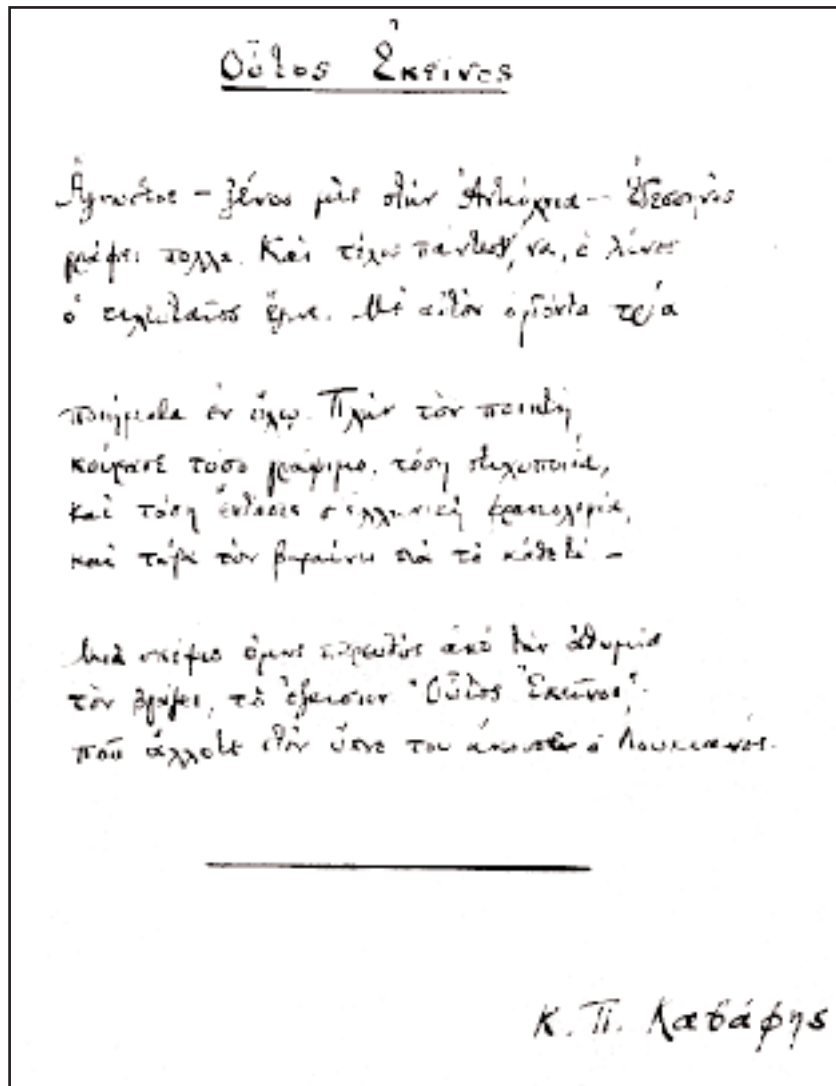 Οὗτος Ἐκεῖνος
Ἄγνωστος — ξένος μὲς στὴν Ἀντιόχεια — Ἐδεσσηνὸς
γράφει πολλά. Καὶ τέλος πάντων, νά, ὁ λίνος
ὁ τελευταῖος ἔγινε. Μὲ αὐτὸν ὀγδόντα τρία
ποιήματα ἐν ὅλῳ. Πλὴν τὸν ποιητὴ
κούρασε τόσο γράψιμο, τόση στιχοποιΐα,
καὶ τόση ἔντασις σ' ἑλληνικὴ φρασιολογία,
καὶ τώρα τὸν βαραίνει πιὰ τὸ κάθε τί —
Μιὰ σκέψις ὅμως παρευθὺς ἀπὸ τὴν ἀθυμία
τὸν βγάζει, τὸ ἐξαίσιον "Οὗτος Ἐκεῖνος",
ποῦ ἄλλοτε στὸν ὕπνο του ἄκουσεν ὁ Λουκιανός.
Κ. Π. Καβάφης